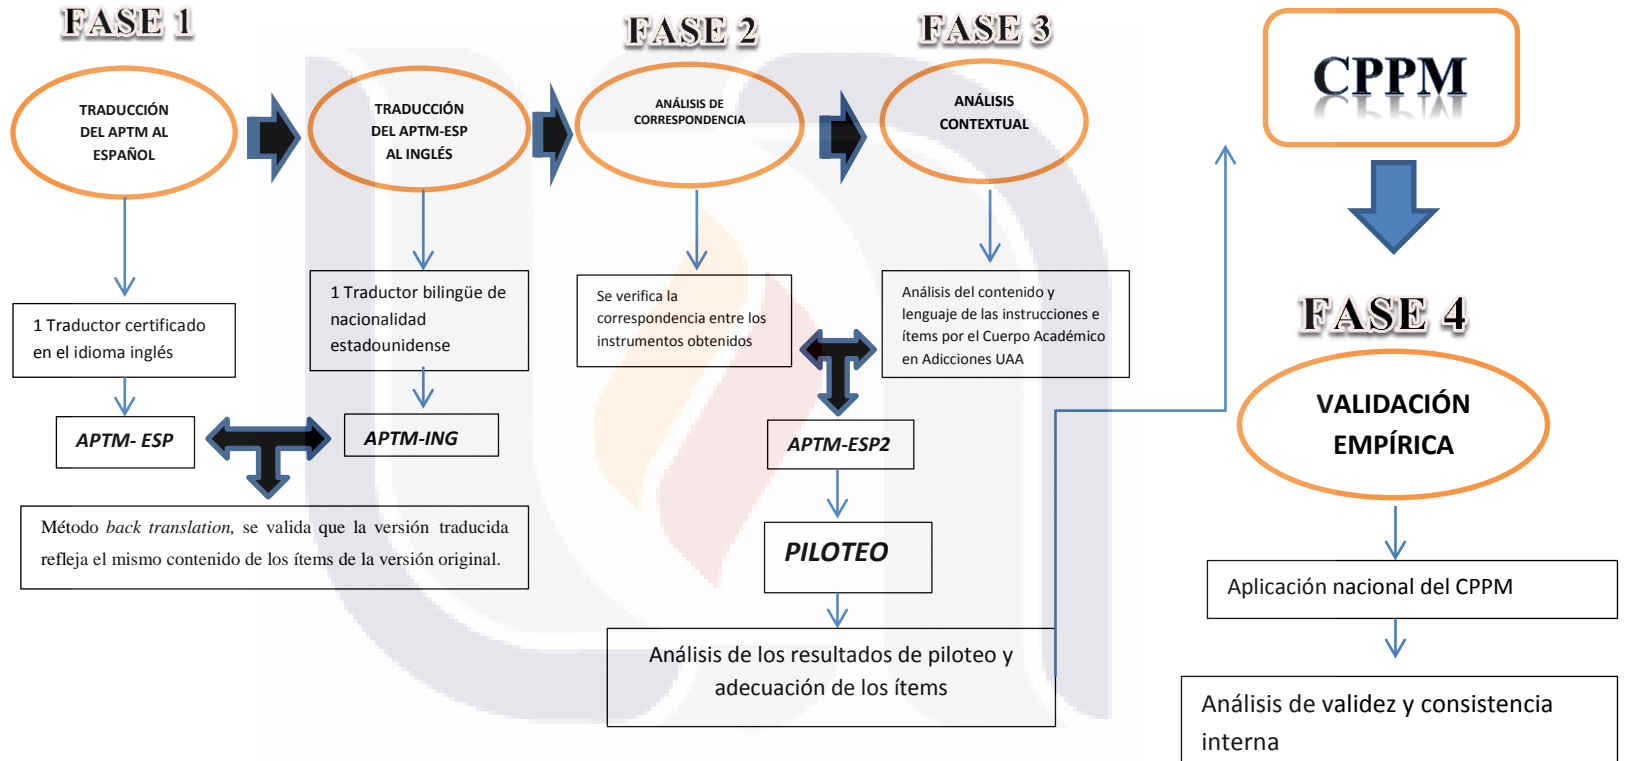 FASE 1
TRADUCCIÓN
DEL APTM AL
ESPAÑOL
1 Traductor certificado
en el idioma inglés
APTM- ESP
TRADUCCIÓN
DEL APTM-ESP
AL INGLÉS
1 Traductor bilingüe de
nacionalidad
estadounidense
APTM-ING
Método back translation, se valida que la versión traducida
refleja el mismo contenido de los ítems de la versión original.
FASE 2
ANÁLISIS DE
CORRESPONDENCIA
Se verifica la
correspondencia entre los
instrumentos obtenidos
FASE 3
ANÁLISIS
CONTEXTUAL
Análisis del contenido y
lenguaje de las instrucciones e
ítems por el Cuerpo Académico
en Adicciones UAA
APTM-ESP2
PILOTEO
Análisis de los resultados de piloteo y
adecuación de los ítems
CPPM
FASE 4
VALIDACIÓN
EMPÍRICA
Aplicación nacional del CPPM
Análisis de validez y consistencia
interna